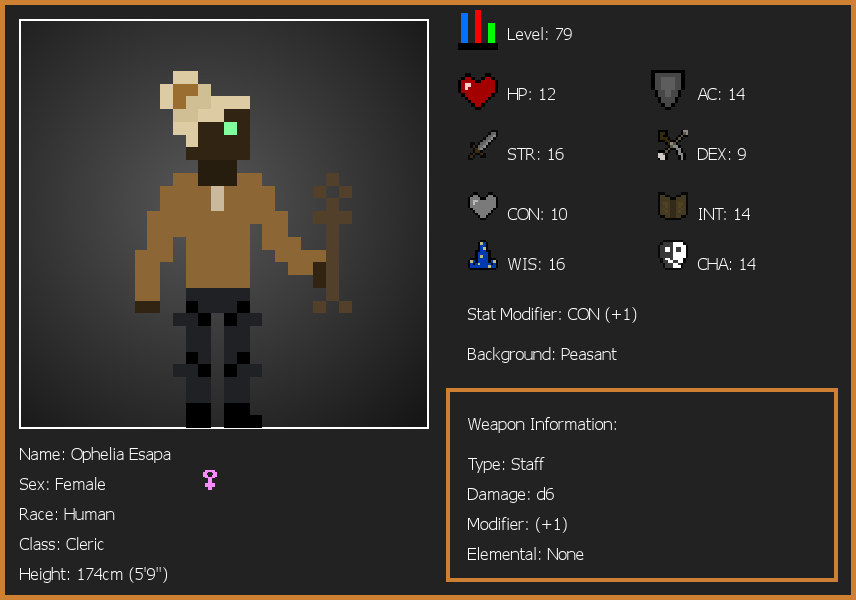 Level: 79
HP: 12
AC: 14
STR: 16
DEX: 9
CON: 10
INT: 14
WIS: 16
CHA: 14
Stat Modifier: CON (+1)
Background: Peasant
Weapon Information:
Type: Staff
Damage: d6
Modifier: (+1)
Elemental: None
Name: Ophelia Esapa
Sex: Female
Race: Human
Class: Cleric
Height: 174cm (5'9")